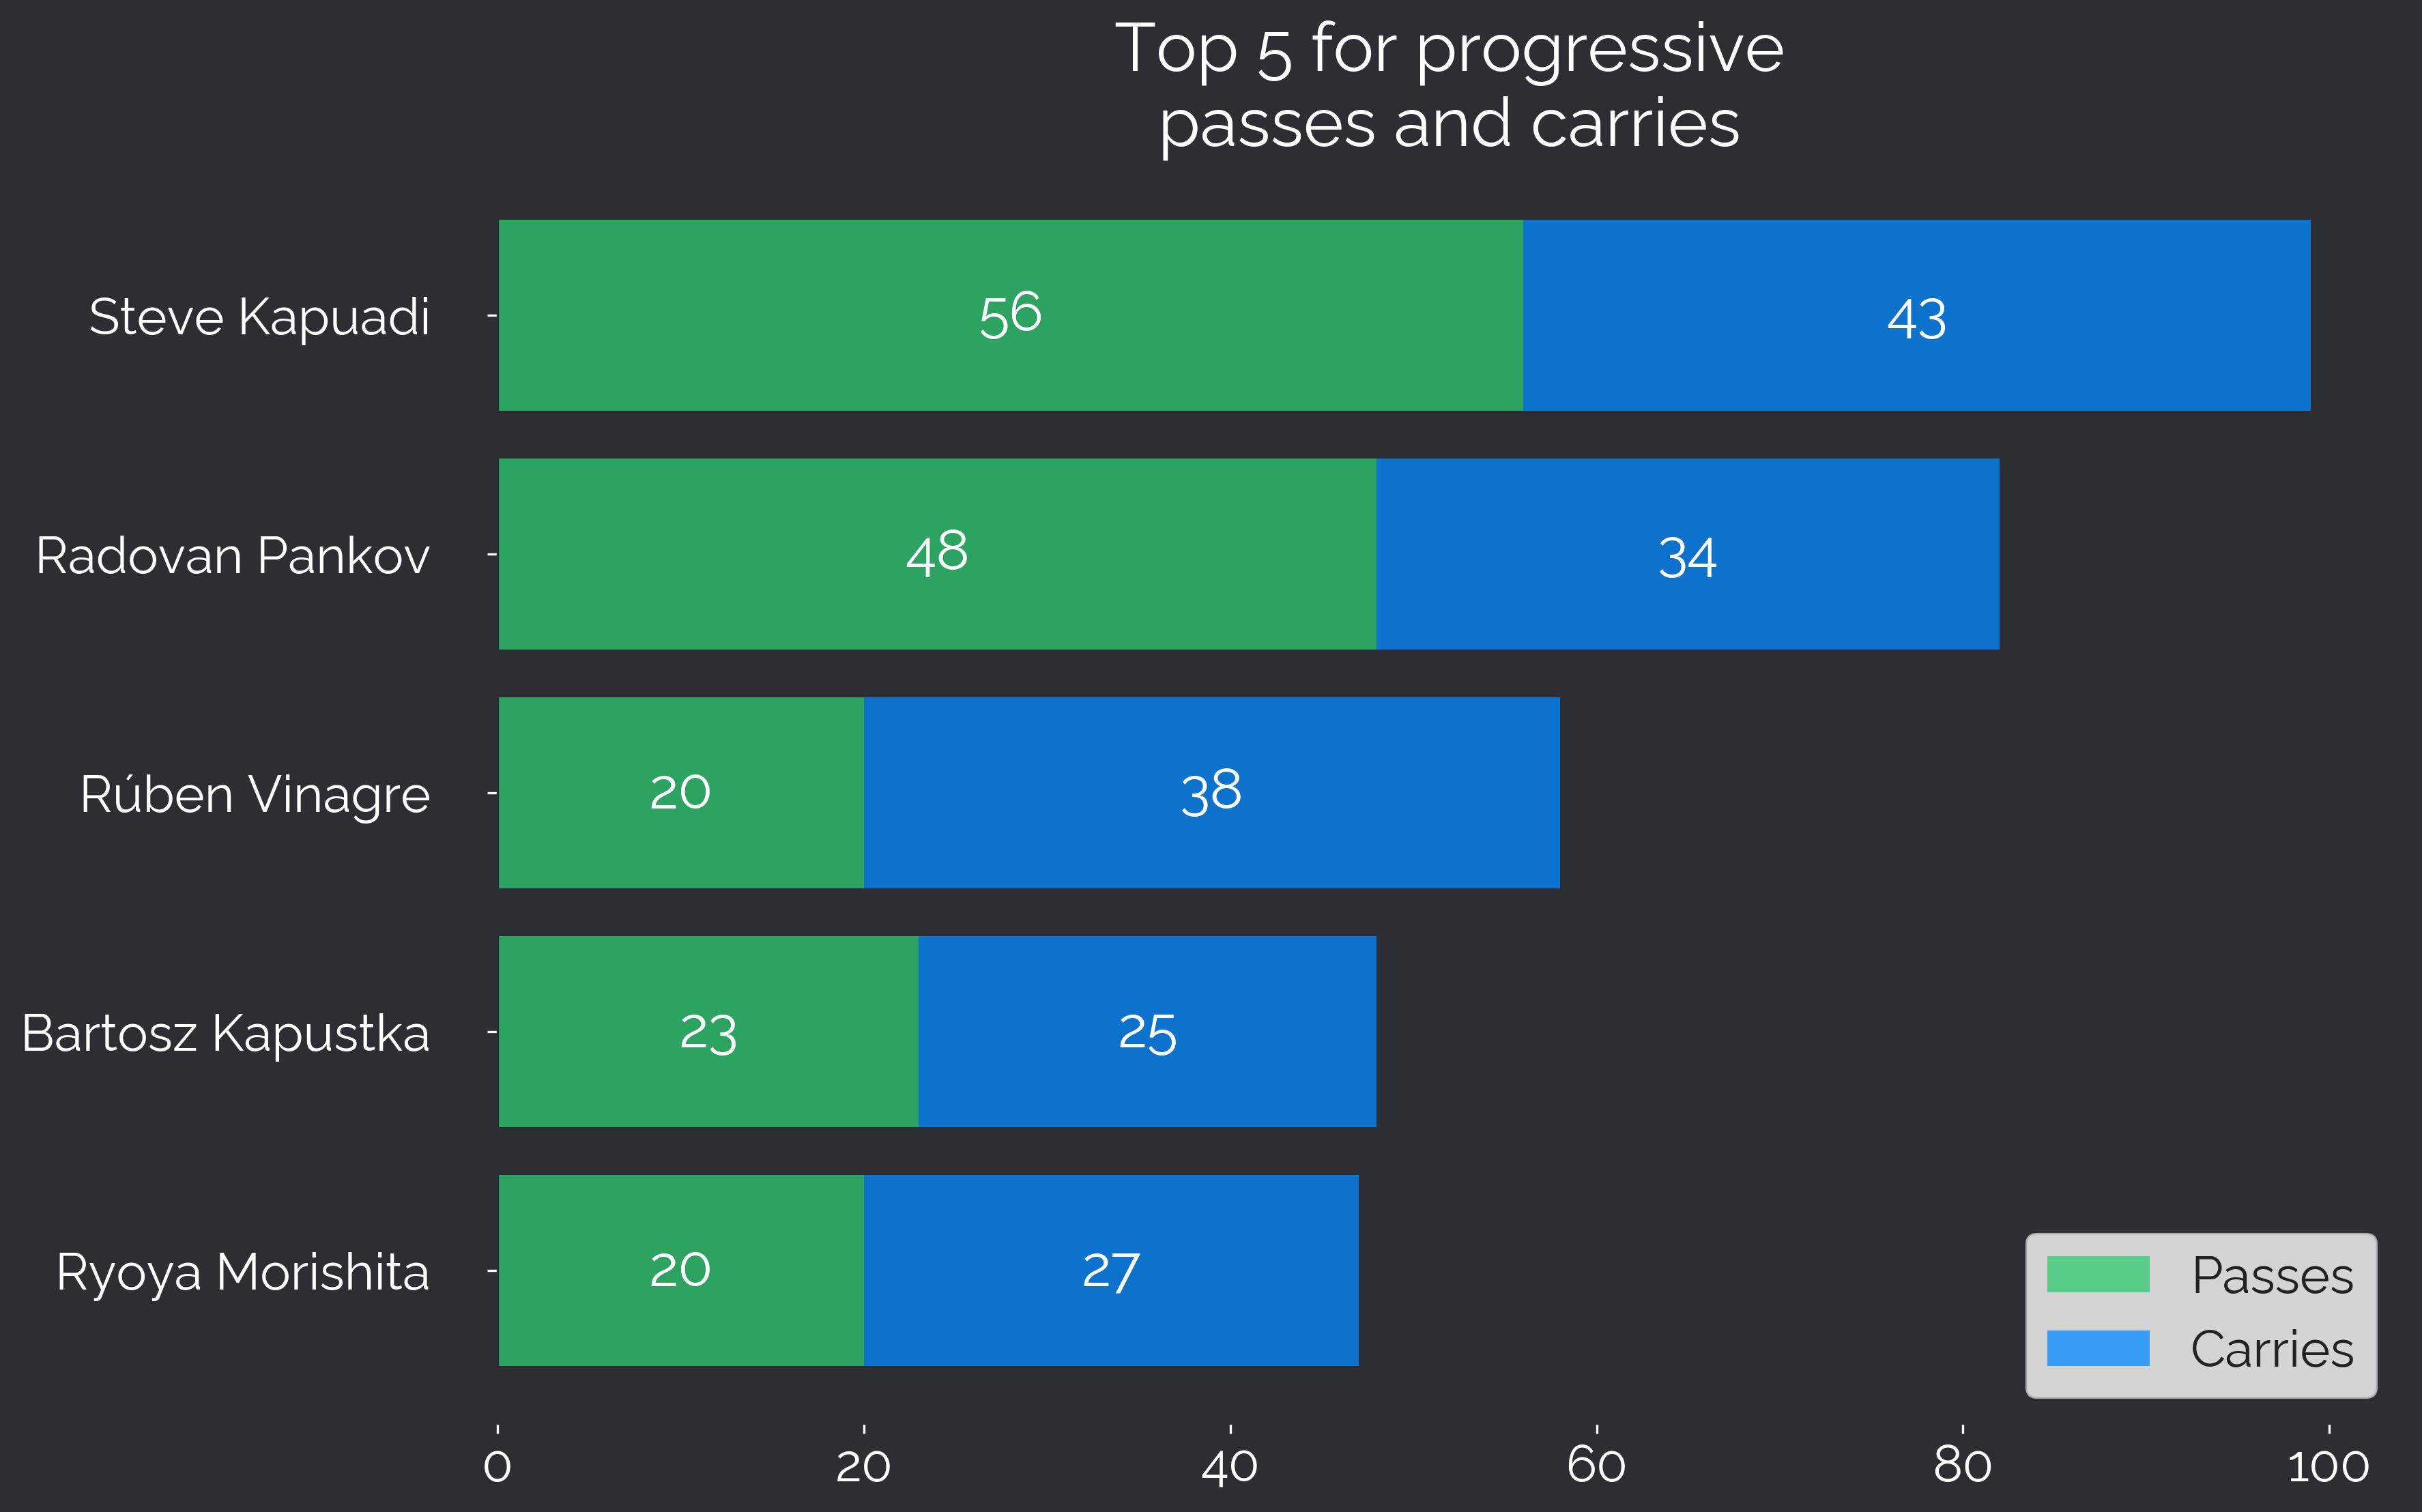 Top 5 for progressive
passes and carries
Steve Kapuadi
56
43
Radovan Pankov
48
34
Rúben Vinagre
20
38
Bartosz Kapustka
23
25
Ryoya Morishita
20
27
Passes
Carries
0
20
40
60
80
100